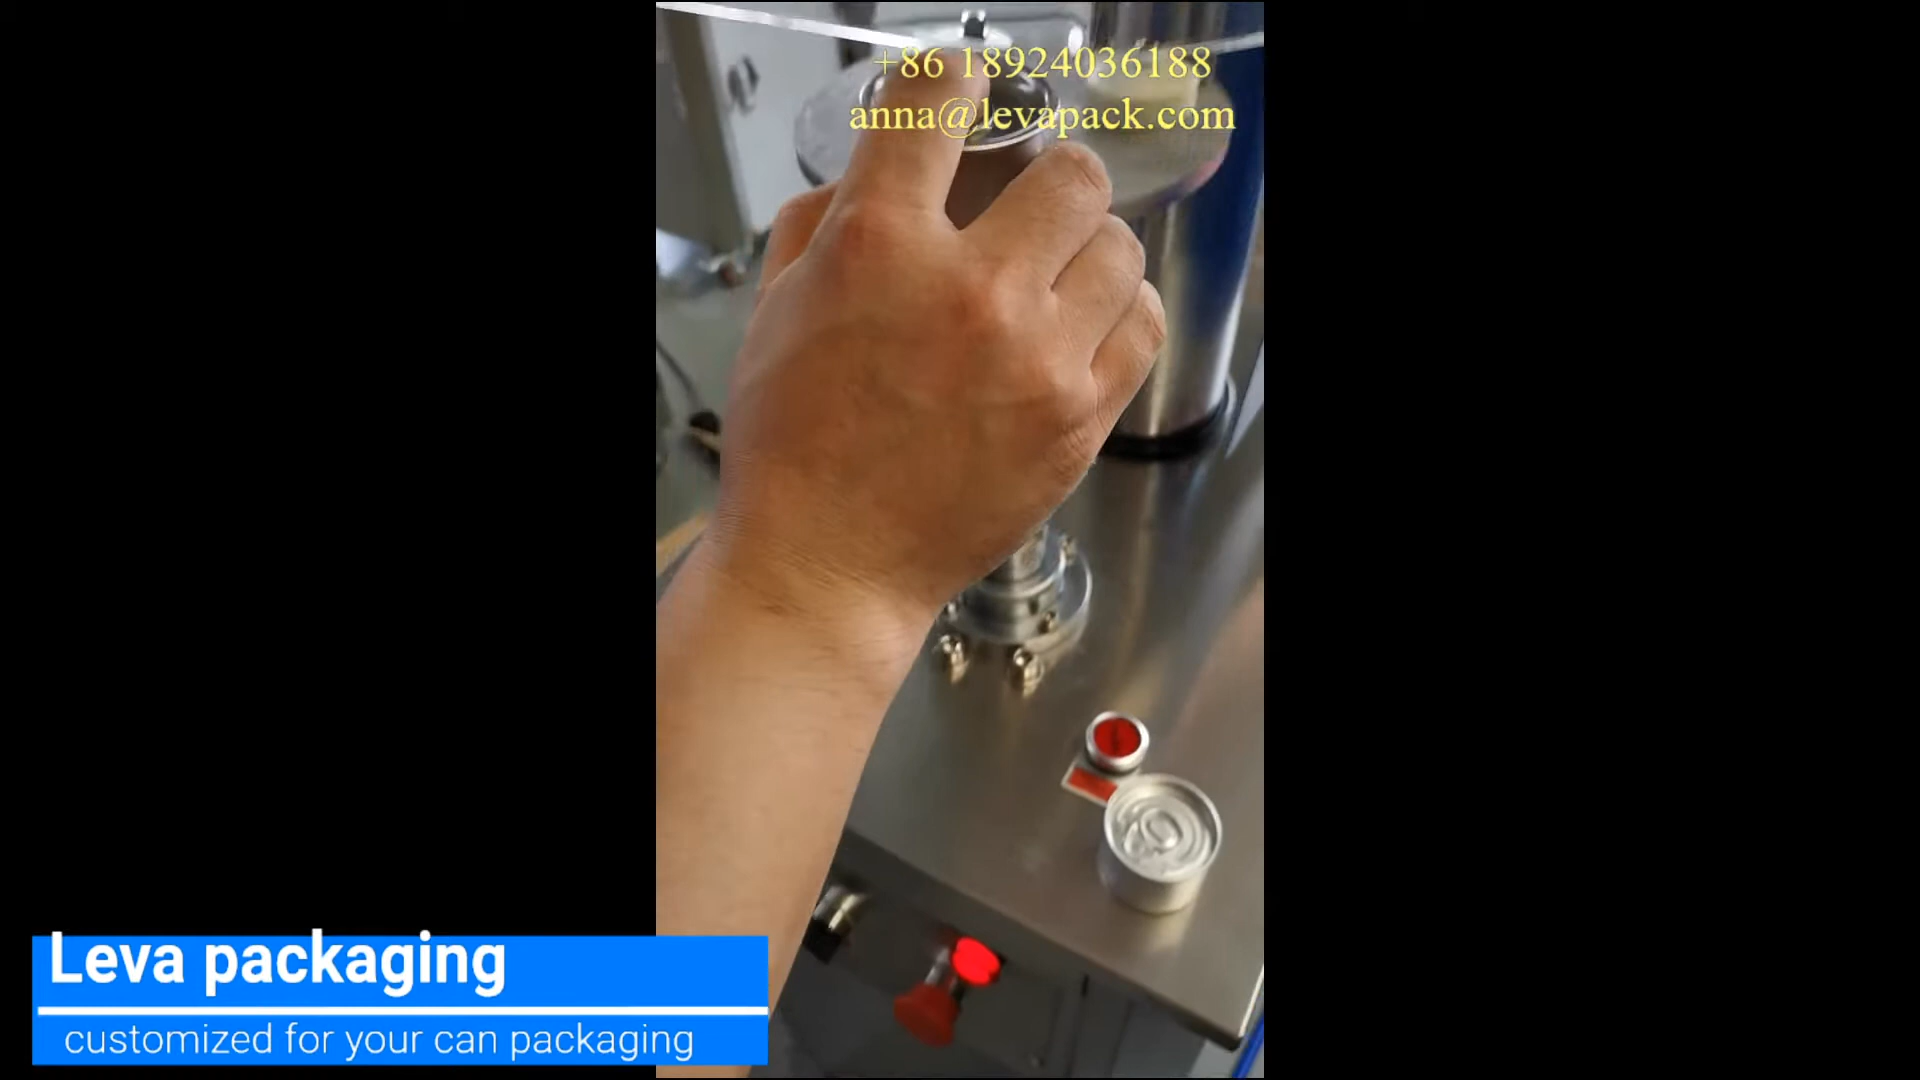 +86 18924036188
anna@levapack.com
Leva packaging
customized for your can packaging